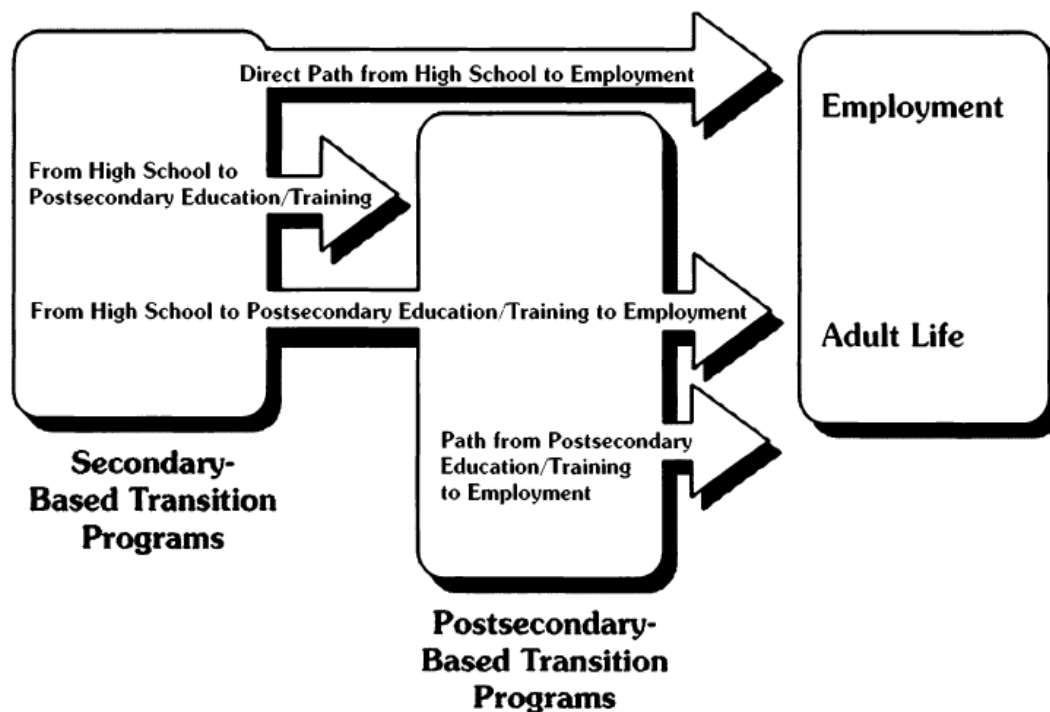 Direct Path from High School to Employment
Employment
From High School to
Postsecondary Education/Training
From High School to Postsecondary Education/Training to Employment
Adult Life
Path from Postsecondary
Education/Training
to Employment
Secondary-
Based Transition
Programs
Postsecondary-
Based Transition
Programs